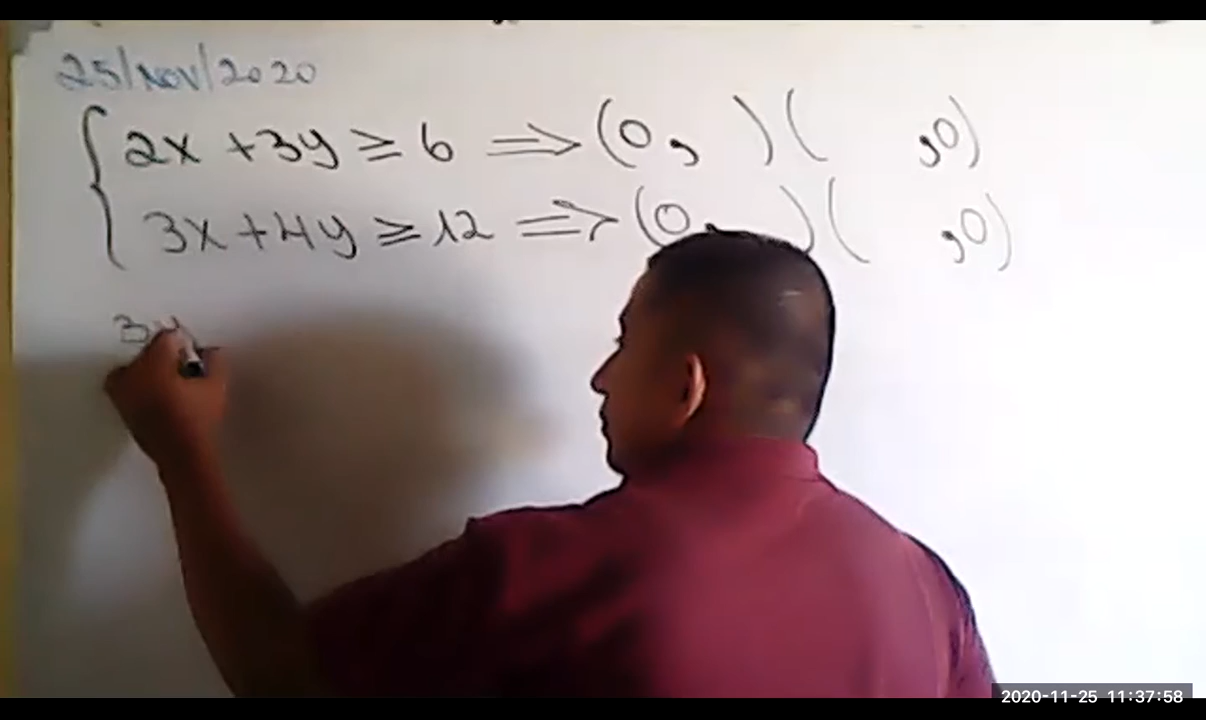 25/Nov/2020
2x + 3y ≥ 6 ⇒ (0, ) ( ,0)
3x + 4y ≥ 12 ⇒ (0, ) ( ,0)
2020-11-25 11:37:58